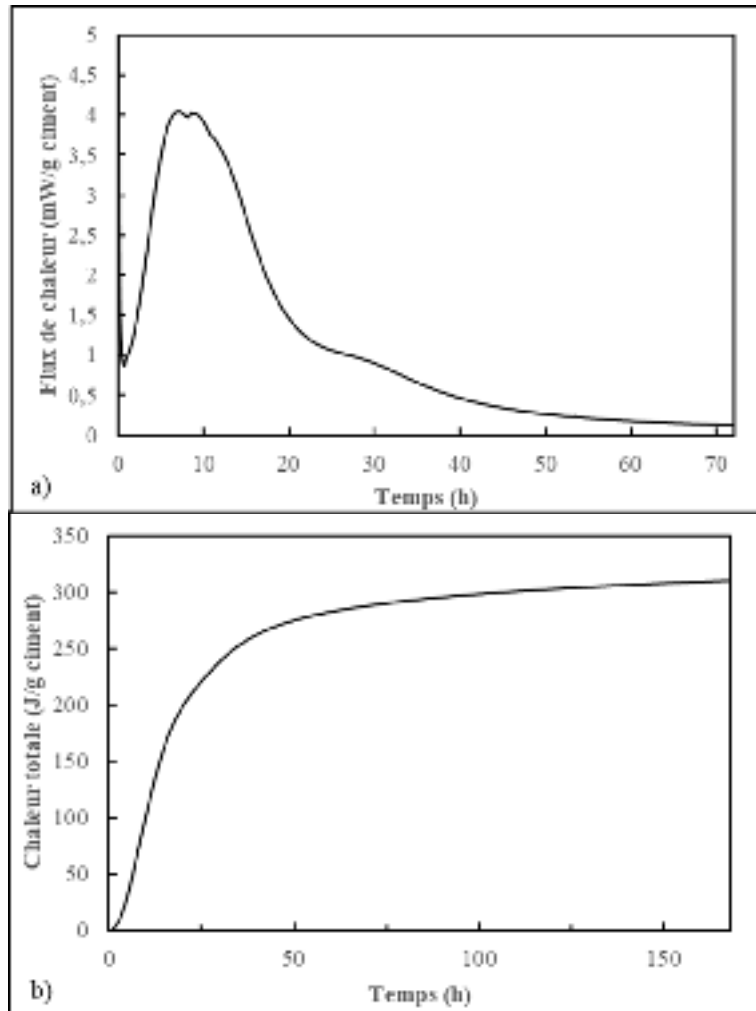 Flux de chaleur (mW/g ciment)
5
4,5
4
3,5
3
2,5
2
1,5
1
0,5
0
0 10 20 30 40 50 60 70
Temps (h)
a)
Chaleur totale (J/g ciment)
350
300
250
200
150
100
50
0
0 50 100 150
Temps (h)
b)